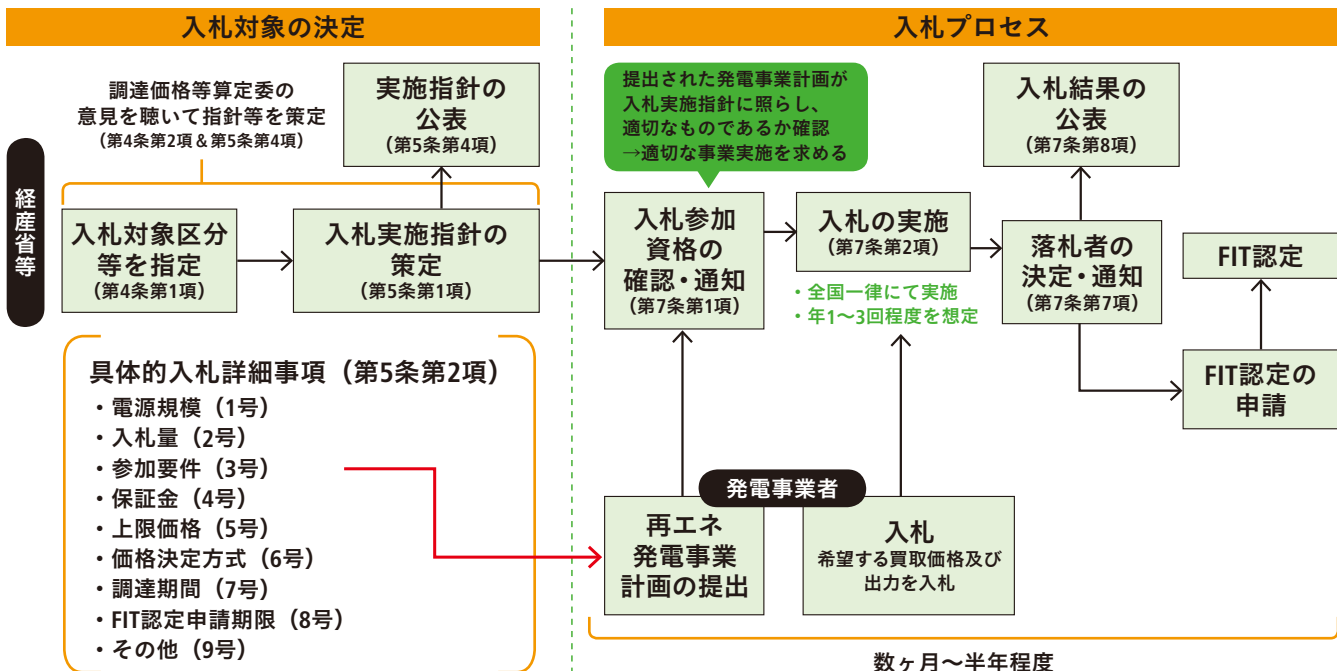 入札対象の決定
調達価格等算定委の
意見を聴いて指針等を策定
（第4条第2項＆第5条第4項）
実施指針の
公表
（第5条第4項）
経産省等
入札対象区分
等を指定
（第4条第1項）
入札実施指針の
策定
（第5条第1項）
具体的入札詳細事項（第5条第2項）
・電源規模（1号）
・入札量（2号）
・参加要件（3号）
・保証金（4号）
・上限価格（5号）
・価格決定方式（6号）
・調達期間（7号）
・FIT認定申請期限（8号）
・その他（9号）
入札プロセス
提出された発電事業計画が
入札実施指針に照らし、
適切なものであるか確認
→適切な事業実施を求める
入札結果の
公表
（第7条第8項）
入札参加
資格の
確認・通知
（第7条第1項）
入札の実施
（第7条第2項）
・全国一律にて実施
・年1～3回程度を想定
落札者の
決定・通知
（第7条第7項）
FIT認定
FIT認定の
申請
発電事業者
再エネ
発電事業
計画の提出
入札
希望する買取価格及び
出力を入札
数ヶ月～半年程度